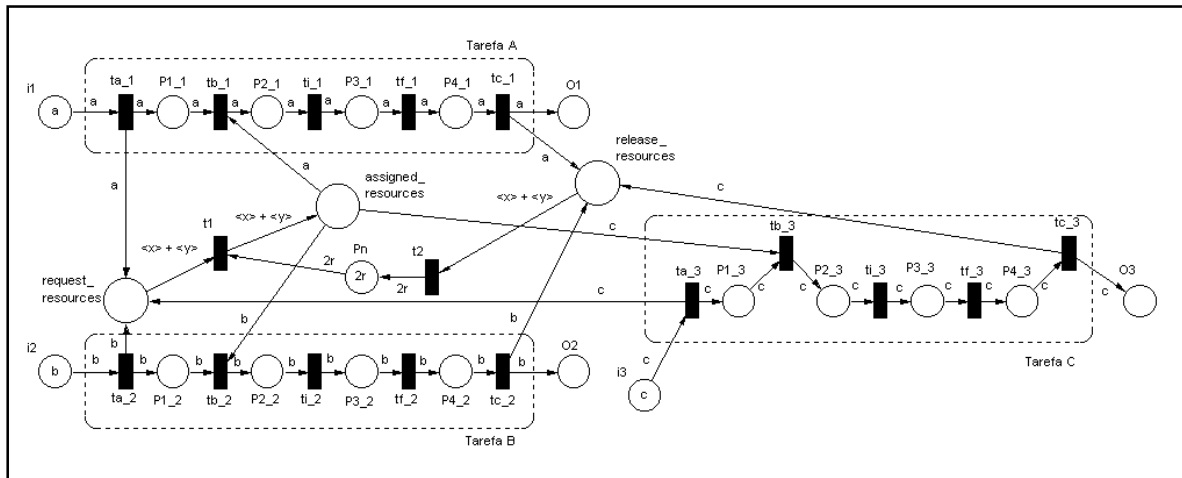 Tarefa A
ta_1 P1_1 tb_1 P2_1 ti_1 P3_1 tf_1 P4_1 tc_1 O1
i1
a a a a a a a a a a a
a
a
a
release_
resources
assigned_
resources
<x> + <y>
<x> + <y>
<x> + <y>
t1
c
c
Pn
t2
2r
2r
2r
request_
resources
c
b
b
tb_3
tc_3
ta_3 P1_3 P2_3 ti_3 P3_3 tf_3 P4_3 O3
c c c c c c c c c
Tarefa C
i3
c
c
i2
b b b b b b b b b b b
b
O2
ta_2 P1_2 tb_2 P2_2 ti_2 P3_2 tf_2 P4_2 tc_2
Tarefa B